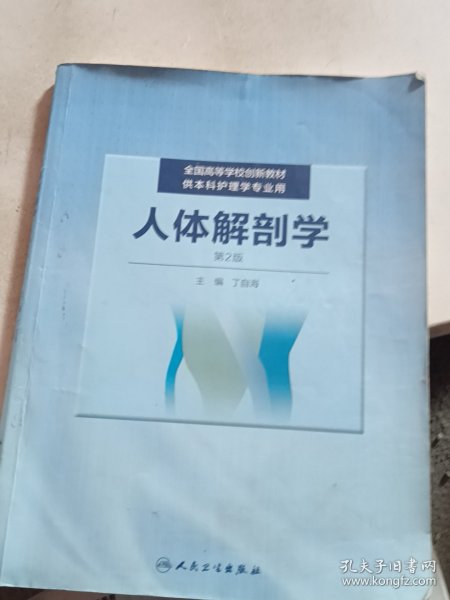 全国高等学校创新教材
供本科护理学专业用
人体解剖学
第2版
主 编 丁自海
人民卫生出版社
孔夫子旧书网
www.kongfz.com